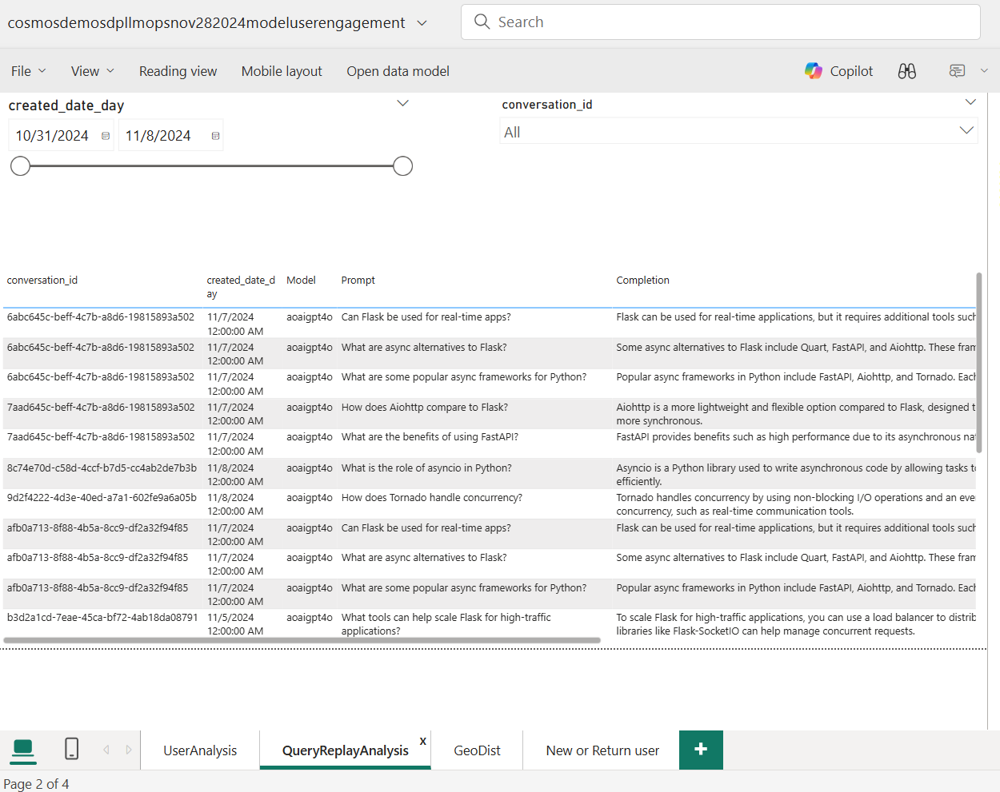 cosmosdemosdpllmopsnov282024modeluserengagement
Search
File
View
Reading view
Mobile layout
Open data model
Copilot
created_date_day
10/31/2024
11/8/2024
conversation_id
All
conversation_id
created_date_d
ay
Model
Prompt
Completion
6abc645c-beff-4c7b-a8d6-19815893a502
11/7/2024
12:00:00 AM
aoaigpt4o
Can Flask be used for real-time apps?
Flask can be used for real-time applications, but it requires additional tools such
6abc645c-beff-4c7b-a8d6-19815893a502
11/7/2024
12:00:00 AM
aoaigpt4o
What are async alternatives to Flask?
Some async alternatives to Flask include Quart, FastAPI, and Aiohttp. These fram
6abc645c-beff-4c7b-a8d6-19815893a502
11/7/2024
12:00:00 AM
aoaigpt4o
What are some popular async frameworks for Python?
Popular async frameworks in Python include FastAPI, Aiohttp, and Tornado. Each
7aad645c-beff-4c7b-a8d6-19815893a502
11/7/2024
12:00:00 AM
aoaigpt4o
How does Aiohttp compare to Flask?
Aiohttp is a more lightweight and flexible option compared to Flask, designed t
more synchronous.
7aad645c-beff-4c7b-a8d6-19815893a502
11/7/2024
12:00:00 AM
aoaigpt4o
What are the benefits of using FastAPI?
FastAPI provides benefits such as high performance due to its asynchronous nat
8c74e70d-c58d-4ccf-b7d5-cc4ab2de7b3b
11/8/2024
12:00:00 AM
aoaigpt4o
What is the role of asyncio in Python?
Asyncio is a Python library used to write asynchronous code by allowing tasks to
efficiently.
9d2f4222-4d3e-40ed-a7a1-602fe9a6a05b
11/8/2024
12:00:00 AM
aoaigpt4o
How does Tornado handle concurrency?
Tornado handles concurrency by using non-blocking I/O operations and an eve
concurrency, such as real-time communication tools.
afb0a713-8f88-4b5a-8cc9-df2a32f94f85
11/7/2024
12:00:00 AM
aoaigpt4o
Can Flask be used for real-time apps?
Flask can be used for real-time applications, but it requires additional tools such
afb0a713-8f88-4b5a-8cc9-df2a32f94f85
11/7/2024
12:00:00 AM
aoaigpt4o
What are async alternatives to Flask?
Some async alternatives to Flask include Quart, FastAPI, and Aiohttp. These fram
afb0a713-8f88-4b5a-8cc9-df2a32f94f85
11/7/2024
12:00:00 AM
aoaigpt4o
What are some popular async frameworks for Python?
Popular async frameworks in Python include FastAPI, Aiohttp, and Tornado. Each
b3d2a1cd-7eae-45ca-bf72-4ab18da08791
11/5/2024
12:00:00 AM
aoaigpt4o
What tools can help scale Flask for high-traffic
applications?
To scale Flask for high-traffic applications, you can use a load balancer to distrib
libraries like Flask-SocketIO can help manage concurrent requests.
UserAnalysis
QueryReplayAnalysis
x
GeoDist
New or Return user
+
Page 2 of 4